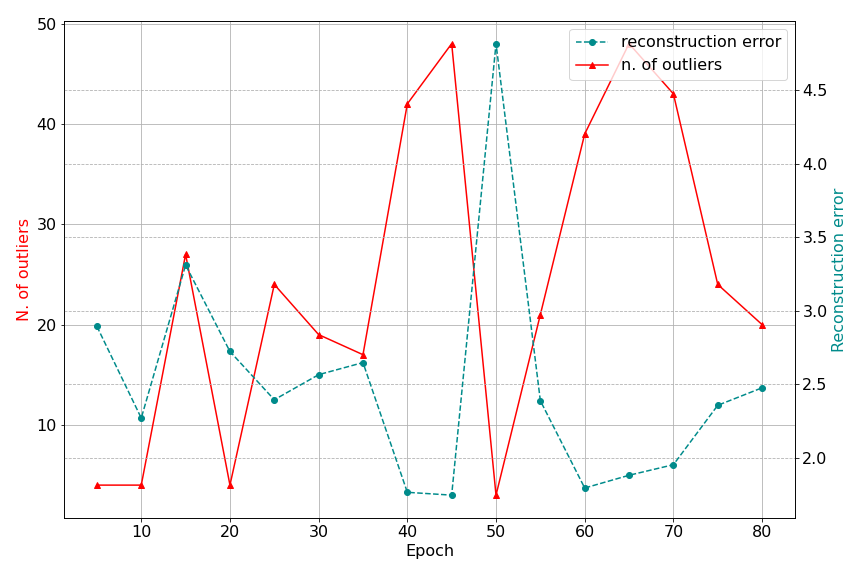 50
40
30
20
10
N. of outliers
reconstruction error
n. of outliers
4.5
4.0
3.5
3.0
2.5
2.0
Reconstruction error
10 20 30 40 50 60 70 80
Epoch